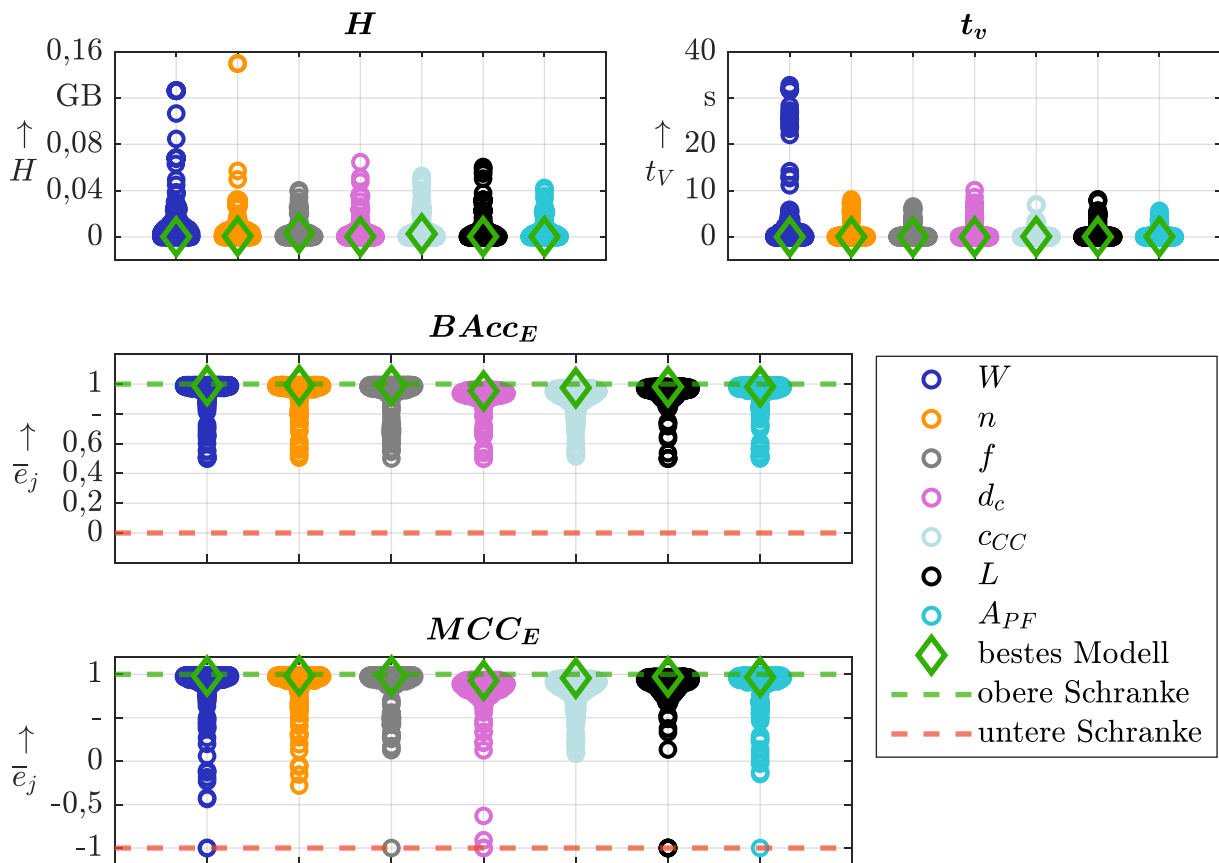 H
0,16
GB
0,08
0,04
0
↑
H
t_v
40
s
20
10
0
↑
t_V
BAcc_E
1
–
0,6
0,4
0,2
0
↑
e̅_j
MCC_E
1
–
0
-0,5
-1
↑
e̅_j
W
n
f
d_c
c_CC
L
A_PF
bestes Modell
obere Schranke
untere Schranke